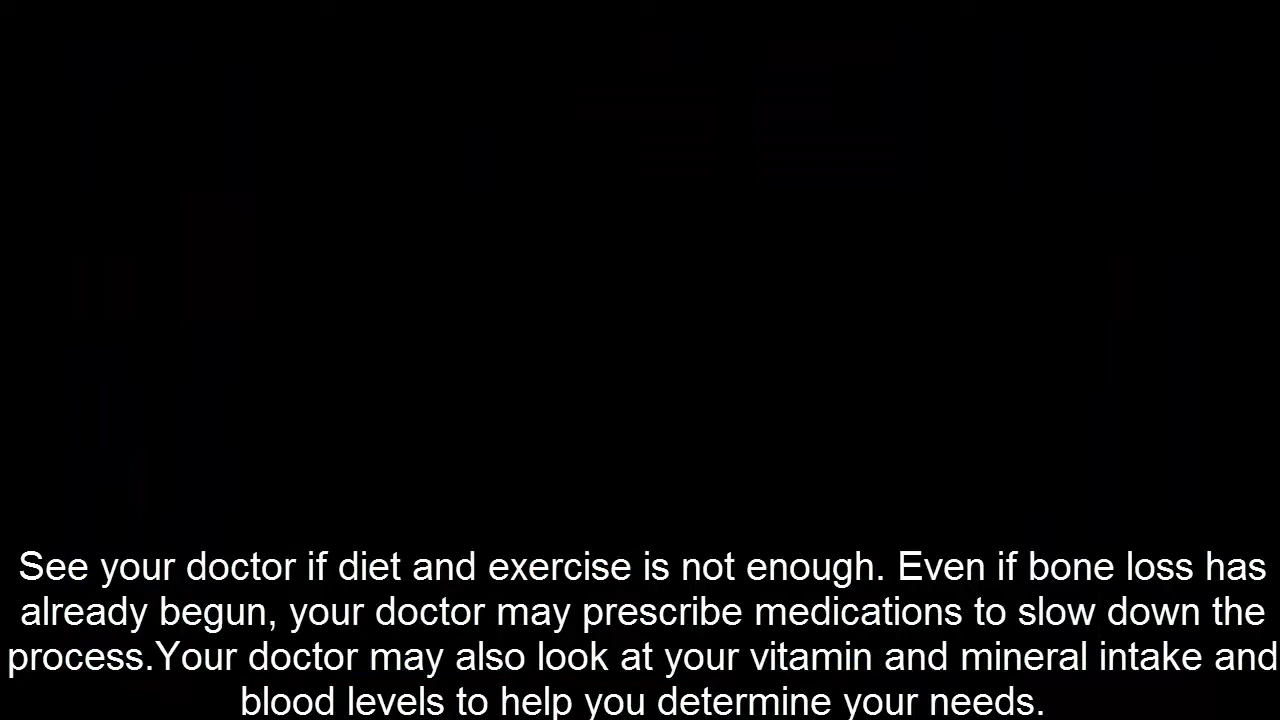 See your doctor if diet and exercise is not enough. Even if bone loss has
already begun, your doctor may prescribe medications to slow down the
process.Your doctor may also look at your vitamin and mineral intake and
blood levels to help you determine your needs.